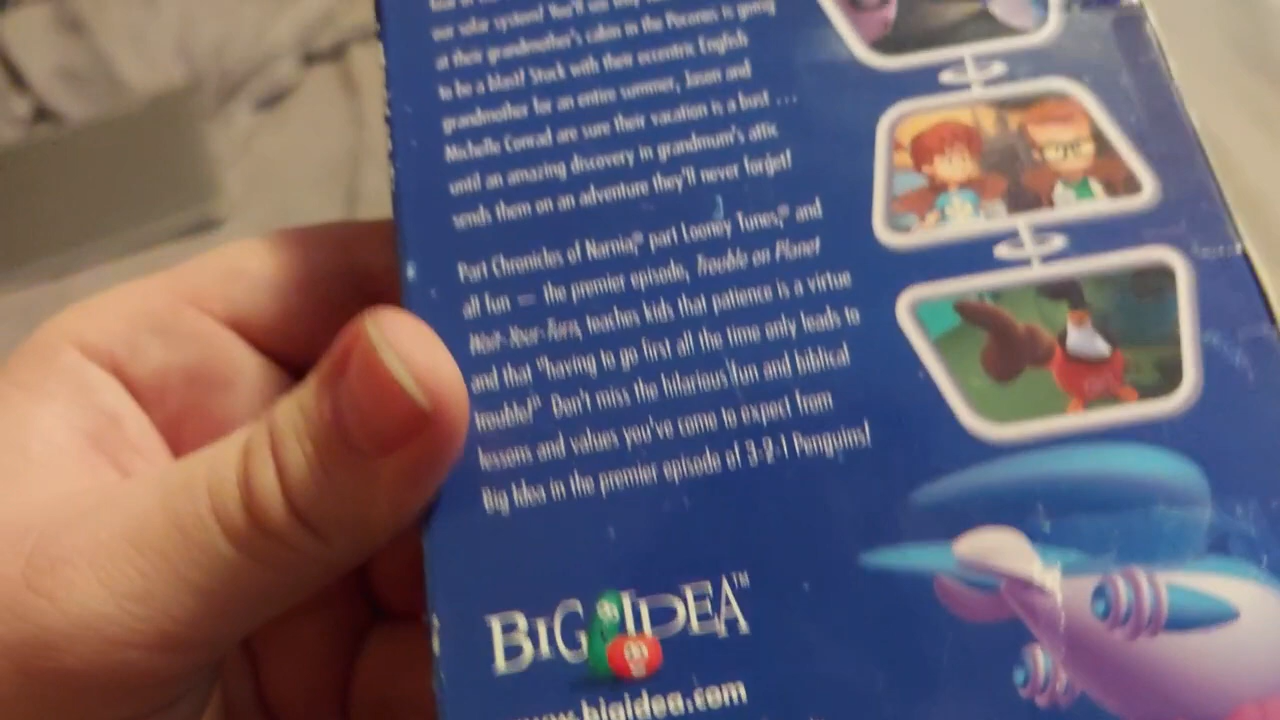 our solar system! You'll see why
at their grandmother's cabin in the Poconos is going
to be a blast! Stuck with their eccentric English
grandmother for an entire summer, Jason and
Michelle Conrad are sure their vacation is a bust ...
until an amazing discovery in grandmum's attic
sends them on an adventure they'll never forget!
Part Chronicles of Narnia,® part Looney Tunes,® and
all fun — the premier episode, Trouble on Planet
Wait-Your-Turn, teaches kids that patience is a virtue
and that "having to go first all the time only leads to
trouble!" Don't miss the hilarious fun and biblical
lessons and values you've come to expect from
Big Idea in the premier episode of 3-2-1 Penguins!
BIG IDEA™
www.bigidea.com